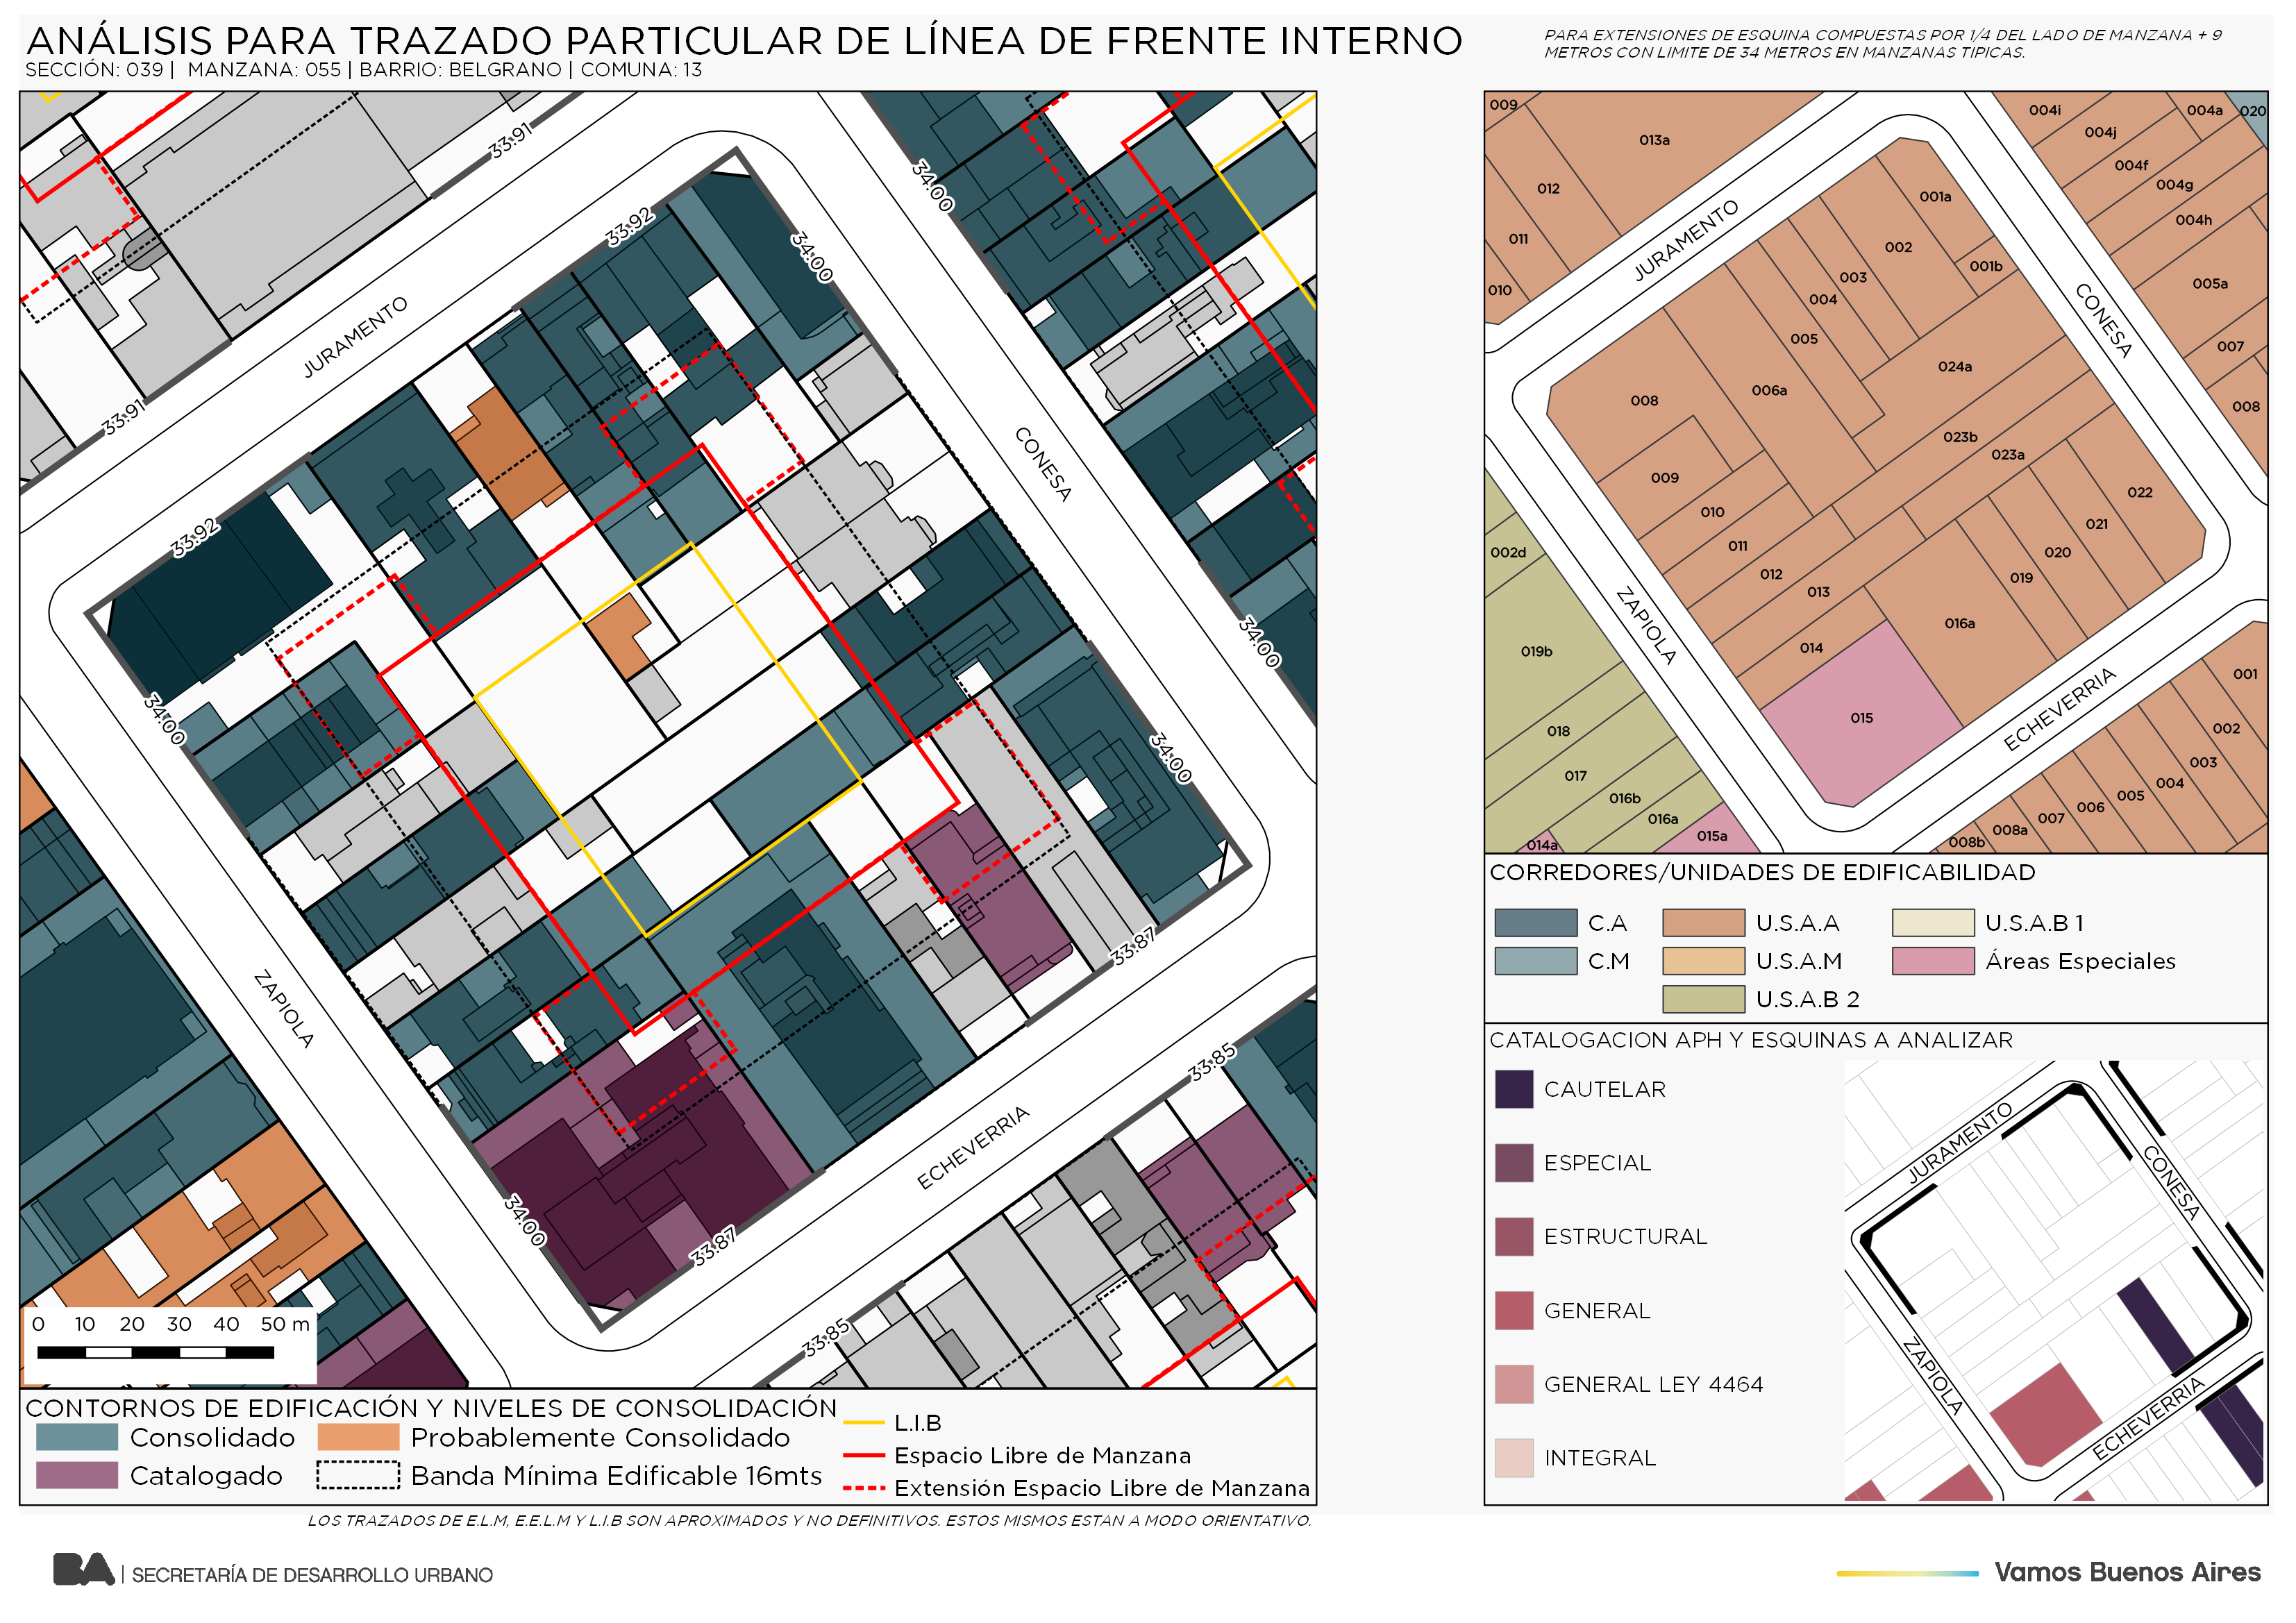 ANÁLISIS PARA TRAZADO PARTICULAR DE LÍNEA DE FRENTE INTERNO
SECCIÓN: 039 | MANZANA: 055 | BARRIO: BELGRANO | COMUNA: 13
PARA EXTENSIONES DE ESQUINA COMPUESTAS POR 1/4 DEL LADO DE MANZANA + 9
METROS CON LIMITE DE 34 METROS EN MANZANAS TIPICAS.
33.91
33.91
33.92
33.92
34.00
34.00
34.00
34.00
34.00
34.00
33.87
33.87
33.85
33.85
JURAMENTO
CONESA
ZAPIOLA
ECHEVERRIA
0 10 20 30 40 50 m
CONTORNOS DE EDIFICACIÓN Y NIVELES DE CONSOLIDACIÓN
Consolidado
Probablemente Consolidado
Catalogado
Banda Mínima Edificable 16mts
L.I.B
Espacio Libre de Manzana
Extensión Espacio Libre de Manzana
LOS TRAZADOS DE E.L.M, E.E.L.M Y L.I.B SON APROXIMADOS Y NO DEFINITIVOS. ESTOS MISMOS ESTAN A MODO ORIENTATIVO.
009
013a
012
011
010
004i
004a
020
004j
004f
004g
004h
005a
007
008
JURAMENTO
CONESA
ZAPIOLA
ECHEVERRIA
001a
001b
002
003
004
005
006a
008
009
010
011
012
013
014
015
016a
019
020
021
022
023a
023b
024a
002d
019b
018
017
016b
016a
015a
014a
001
002
003
004
005
006
007
008a
008b
CORREDORES/UNIDADES DE EDIFICABILIDAD
C.A
U.S.A.A
U.S.A.B 1
C.M
U.S.A.M
Áreas Especiales
U.S.A.B 2
CATALOGACION APH Y ESQUINAS A ANALIZAR
CAUTELAR
ESPECIAL
ESTRUCTURAL
GENERAL
GENERAL LEY 4464
INTEGRAL
JURAMENTO
CONESA
ZAPIOLA
ECHEVERRIA
BA | SECRETARÍA DE DESARROLLO URBANO
Vamos Buenos Aires